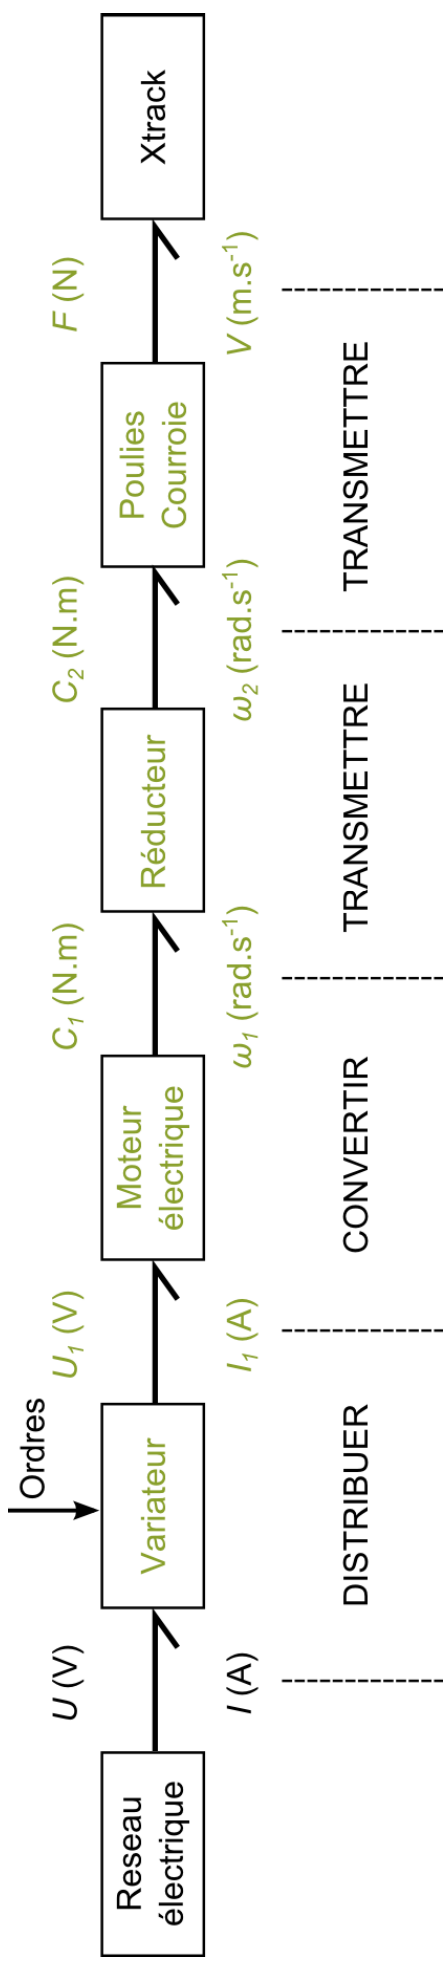 Ordres
U (V)
U₁ (V)
C₁ (N.m)
C₂ (N.m)
F (N)
Reseau
électrique
Variateur
Moteur
électrique
Réducteur
Poulies
Courroie
Xtrack
I (A)
I₁ (A)
ω₁ (rad.s⁻¹)
ω₂ (rad.s⁻¹)
V (m.s⁻¹)
DISTRIBUER
CONVERTIR
TRANSMETTRE
TRANSMETTRE